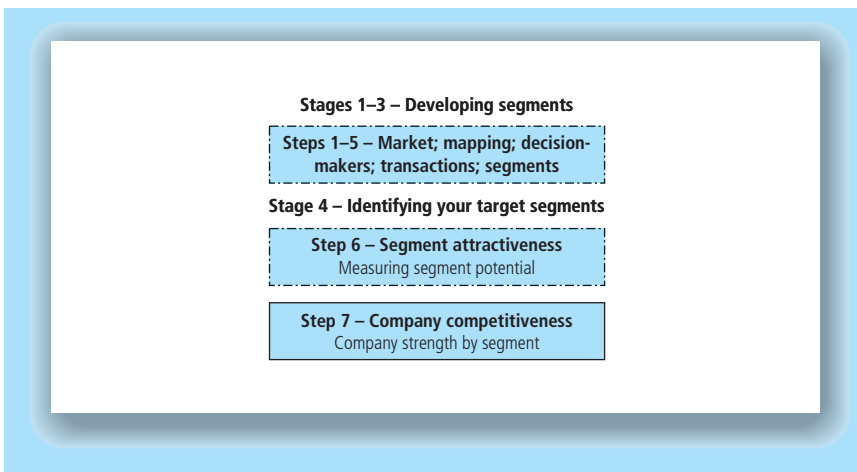 Stages 1–3 – Developing segments
Steps 1–5 – Market; mapping; decision-
makers; transactions; segments
Stage 4 – Identifying your target segments
Step 6 – Segment attractiveness
Measuring segment potential
Step 7 – Company competitiveness
Company strength by segment